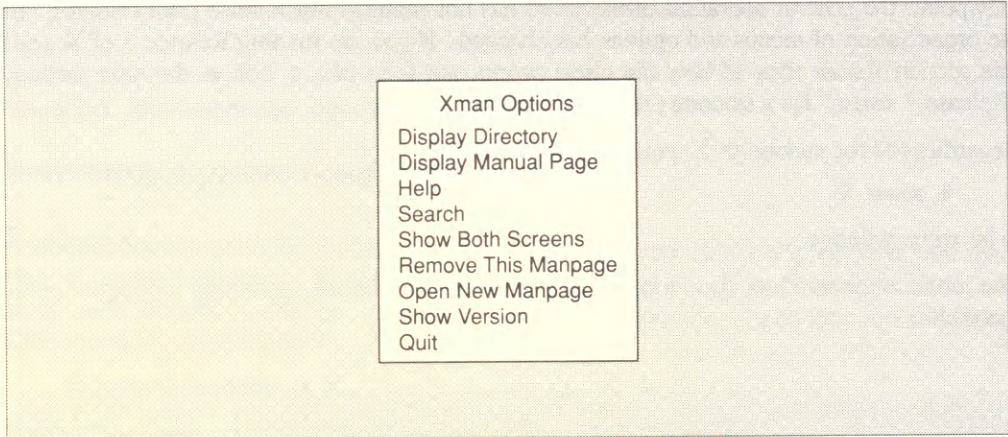 Xman Options
Display Directory
Display Manual Page
Help
Search
Show Both Screens
Remove This Manpage
Open New Manpage
Show Version
Quit